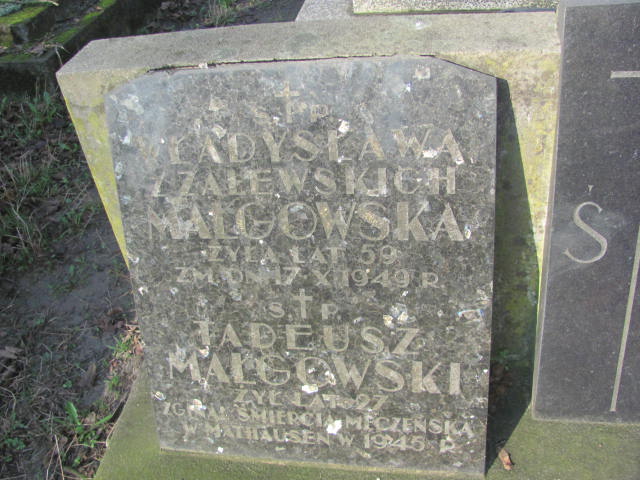 Ś. † P.
WŁADYSŁAWA
Z ZALEWSKICH
MAŁGOWSKA
ŻYŁA LAT 59
ZM. DN 17 X 1949 R.
Ś. † P.
TADEUSZ
MAŁGOWSKI
ŻYŁ LAT 27
ZGINĄŁ ŚMIERCIĄ MĘCZEŃSKĄ
W MATHAUSEN W 1945 R
Ś